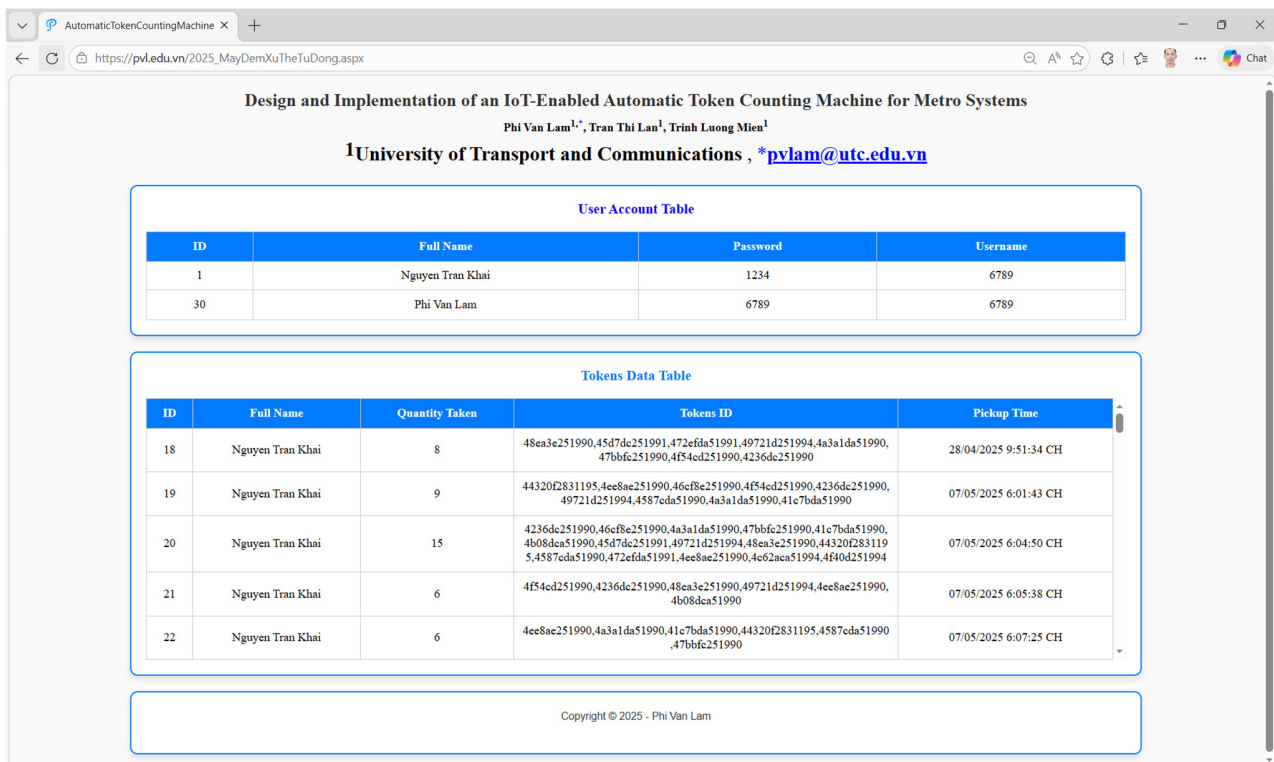 AutomaticTokenCountingMachine
https://pvl.edu.vn/2025_MayDemXuTheTuDong.aspx
Chat
Design and Implementation of an IoT-Enabled Automatic Token Counting Machine for Metro Systems
Phi Van Lam1,*, Tran Thi Lan1, Trinh Luong Mien1
1University of Transport and Communications , *pvlam@utc.edu.vn
User Account Table
ID Full Name Password Username
1 Nguyen Tran Khai 1234 6789
30 Phi Van Lam 6789 6789
Tokens Data Table
ID Full Name Quantity Taken Tokens ID Pickup Time
48ea3e251990,45d7dc251991,472efda51991,49721d251994,4a3a1da51990,
18 Nguyen Tran Khai 8 28/04/2025 9:51:34 CH
47bbfc251990,4f54cd251990,4236dc251990
44320f2831195,4ee8ae251990,46cf8e251990,4f54cd251990,4236dc251990,
19 Nguyen Tran Khai 9 07/05/2025 6:01:43 CH
49721d251994,4587cda51990,4a3a1da51990,41c7bda51990
4236dc251990,46cf8e251990,4a3a1da51990,47bbfc251990,41c7bda51990,
20 Nguyen Tran Khai 15 4b08dca51990,45d7dc251991,49721d251994,48ea3e251990,44320f283119 07/05/2025 6:04:50 CH
5,4587cda51990,472efda51991,4ee8ae251990,4c62aca51994,4f40d251994
4f54cd251990,4236dc251990,48ea3e251990,49721d251994,4ee8ae251990,
21 Nguyen Tran Khai 6 07/05/2025 6:05:38 CH
4b08dca51990
4ee8ae251990,4a3a1da51990,41c7bda51990,44320f2831195,4587cda51990
22 Nguyen Tran Khai 6 07/05/2025 6:07:25 CH
,47bbfc251990
Copyright © 2025 - Phi Van Lam